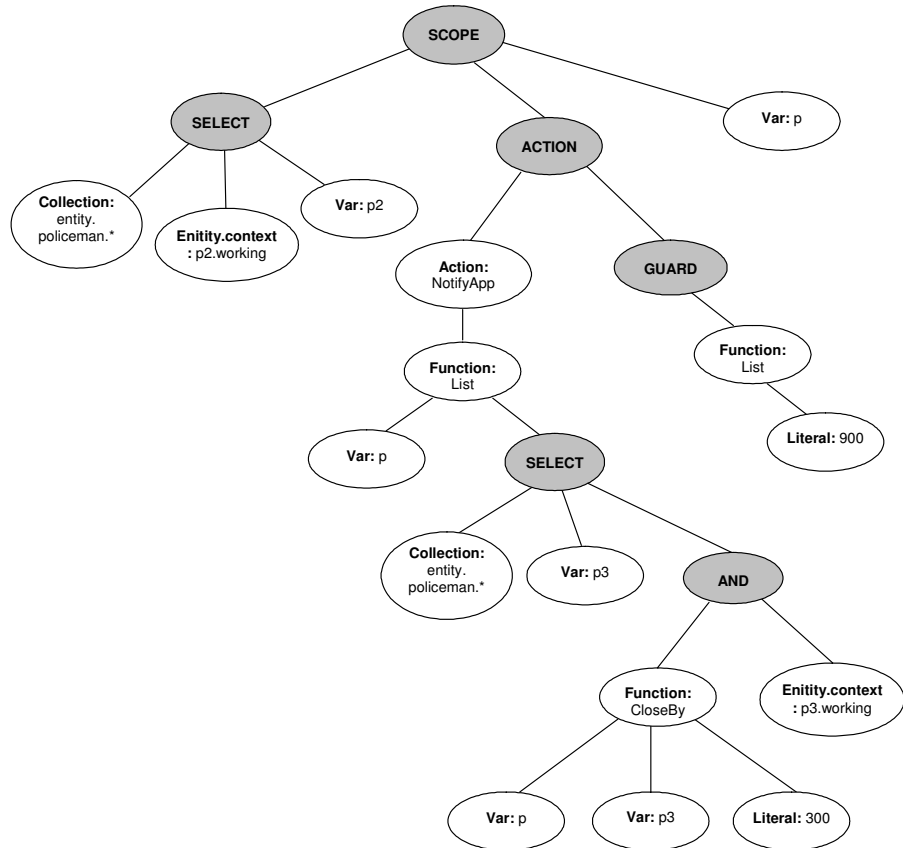 SCOPE
SELECT
Var: p
ACTION
Collection:
entity.
policeman.*
Enitity.context
: p2.working
Var: p2
Action:
NotifyApp
GUARD
Function:
List
Function:
List
Var: p
SELECT
Literal: 900
Collection:
entity.
policeman.*
Var: p3
AND
Function:
CloseBy
Enitity.context
: p3.working
Var: p
Var: p3
Literal: 300